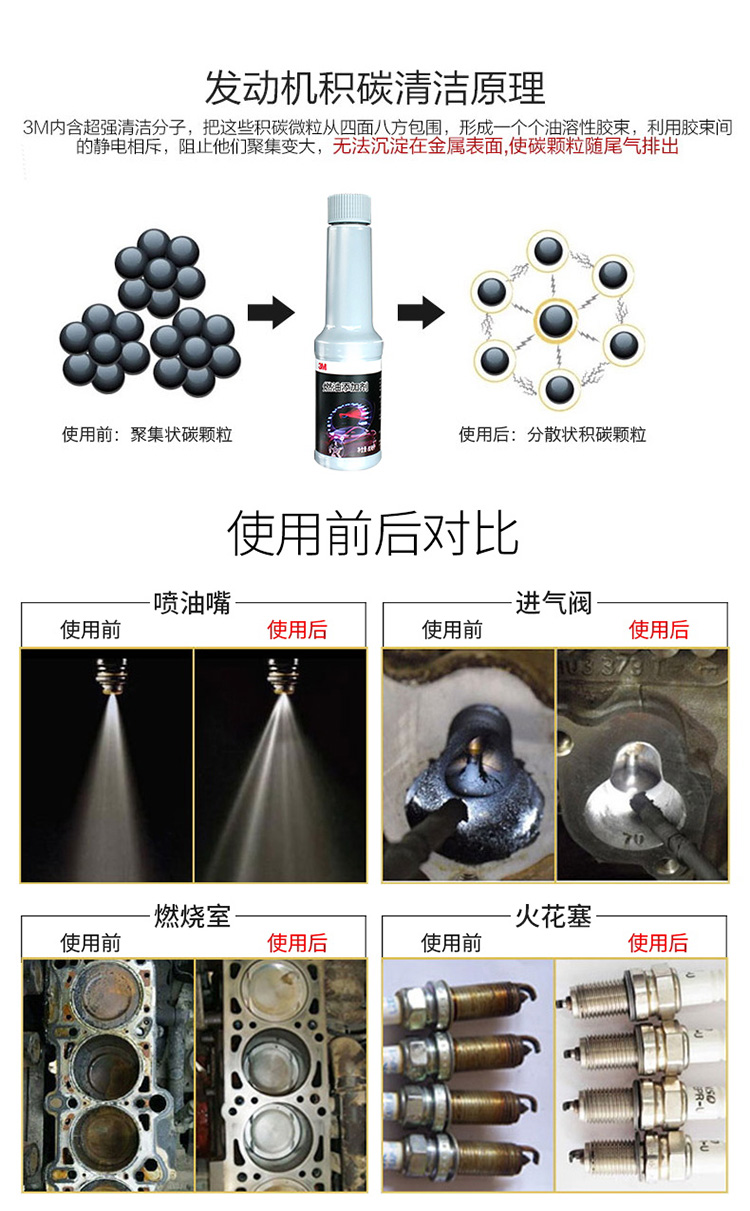 发动机积碳清洁原理
3M内含超强清洁分子，把这些积碳微粒从四面八方包围，形成一个个油溶性胶束，利用胶束间
的静电相斥，阻止他们聚集变大，无法沉淀在金属表面,使碳颗粒随尾气排出
3M
燃油添加剂
使用前：聚集状碳颗粒
使用后：分散状积碳颗粒
使用前后对比
喷油嘴
使用前
使用后
进气阀
使用前
使用后
70
燃烧室
使用前
使用后
火花塞
使用前
使用后